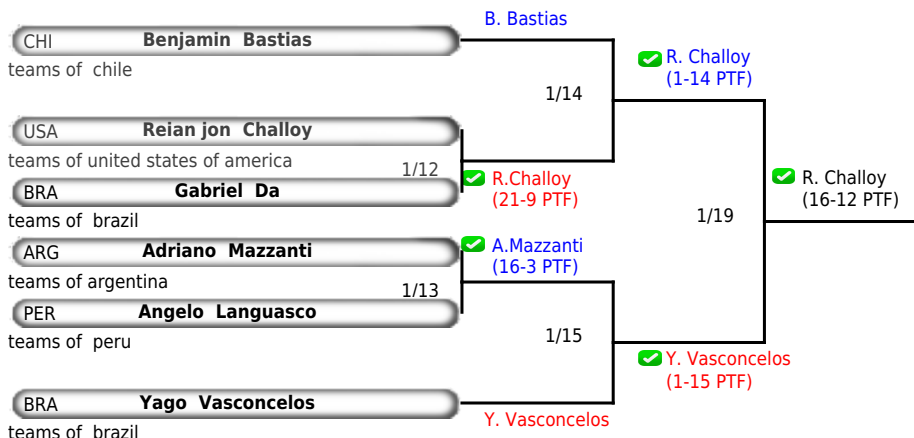 B. Bastias
CHI Benjamin Bastias
teams of chile
R. Challoy
(1-14 PTF)
1/14
USA Reian jon Challoy
teams of united states of america
1/12
R.Challoy
(21-9 PTF)
BRA Gabriel Da
teams of brazil
R. Challoy
(16-12 PTF)
1/19
ARG Adriano Mazzanti
teams of argentina
A.Mazzanti
(16-3 PTF)
1/13
PER Angelo Languasco
teams of peru
1/15
Y. Vasconcelos
(1-15 PTF)
BRA Yago Vasconcelos
teams of brazil
Y. Vasconcelos